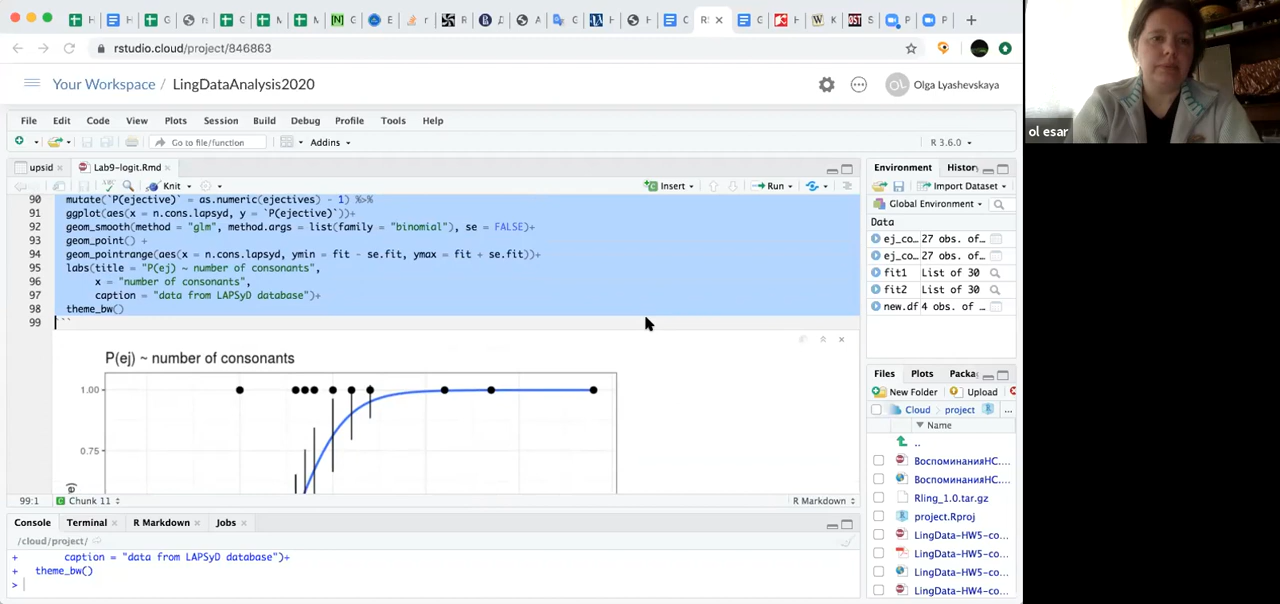 rstudio.cloud/project/846863
Your Workspace / LingDataAnalysis2020
OL Olga Lyashevskaya
ol esar
File Edit Code View Plots Session Build Debug Profile Tools Help
Go to file/function
Addins
R 3.6.0
upsid
Lab9-logit.Rmd
Knit
Insert
Run
90 mutate(`P(ejective)` = as.numeric(ejectives) - 1) %>%
91 ggplot(aes(x = n.cons.lapsyd, y = `P(ejective)`))+
92 geom_smooth(method = "glm", method.args = list(family = "binomial"), se = FALSE)+
93 geom_point() +
94 geom_pointrange(aes(x = n.cons.lapsyd, ymin = fit - se.fit, ymax = fit + se.fit))+
95 labs(title = "P(ej) ~ number of consonants",
96 x = "number of consonants",
97 caption = "data from LAPSyD database")+
98 theme_bw()
99 ```
P(ej) ~ number of consonants
1.00
0.75
99:1 Chunk 11 R Markdown
Console Terminal R Markdown Jobs
/cloud/project/
+ caption = "data from LAPSyD database")+
+ theme_bw()
>
Environment Histor
Import Dataset
Global Environment
Data
ej_co… 27 obs. of…
ej_co… 27 obs. of…
fit1 List of 30
fit2 List of 30
new.df 4 obs. of …
Files Plots Packa
New Folder Upload
Cloud project ...
Name
..
ВоспоминанияНС....
ВоспоминанияНС....
Rling_1.0.tar.gz
project.Rproj
LingData-HW5-co...
LingData-HW5-co...
LingData-HW5-co...
LingData-HW4-co...